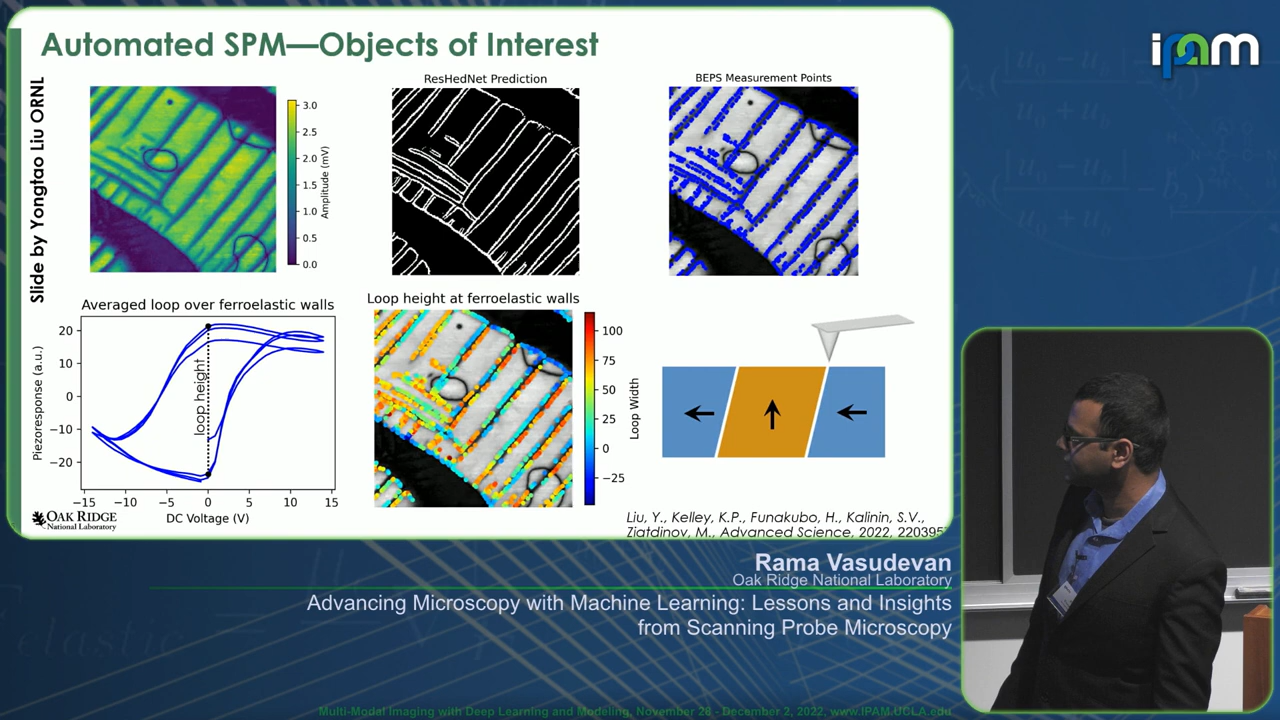 Automated SPM—Objects of Interest
ipam
Slide by Yongtao Liu ORNL
3.0
2.5
2.0
1.5
1.0
0.5
0.0
Amplitude (mV)
ResHedNet Prediction
BEPS Measurement Points
Averaged loop over ferroelastic walls
20
10
0
−10
−20
Piezoresponse (a.u.)
loop height
−15 −10 −5 0 5 10 15
DC Voltage (V)
OAK RIDGE
National Laboratory
Loop height at ferroelastic walls
100
75
50
25
0
−25
Loop Width
Liu, Y., Kelley, K.P., Funakubo, H., Kalinin, S.V.,
Ziatdinov, M., Advanced Science, 2022,
Rama Vasudevan
Oak Ridge National Laboratory
Advancing Microscopy with Machine Learning: Lessons and Insights
from Scanning Probe Microscopy
Multi-Modal Imaging with Deep Learning and Modeling, November 28 - December 2, 2022, www.IPAM.UCLA.edu